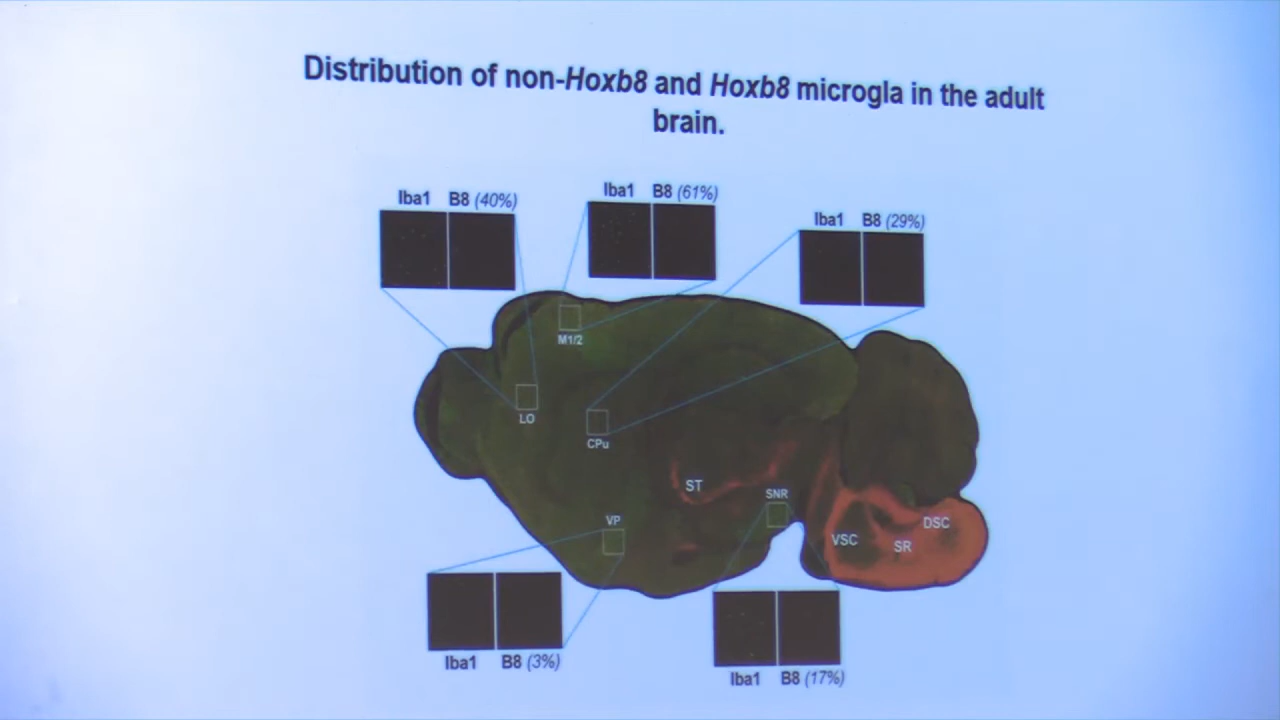 Distribution of non-Hoxb8 and Hoxb8 microgla in the adult
brain.
Iba1 B8 (40%)
Iba1 B8 (61%)
Iba1 B8 (29%)
M1/2
LO
CPu
ST
SNR
VP
VSC
SR
DSC
Iba1 B8 (3%)
Iba1 B8 (17%)